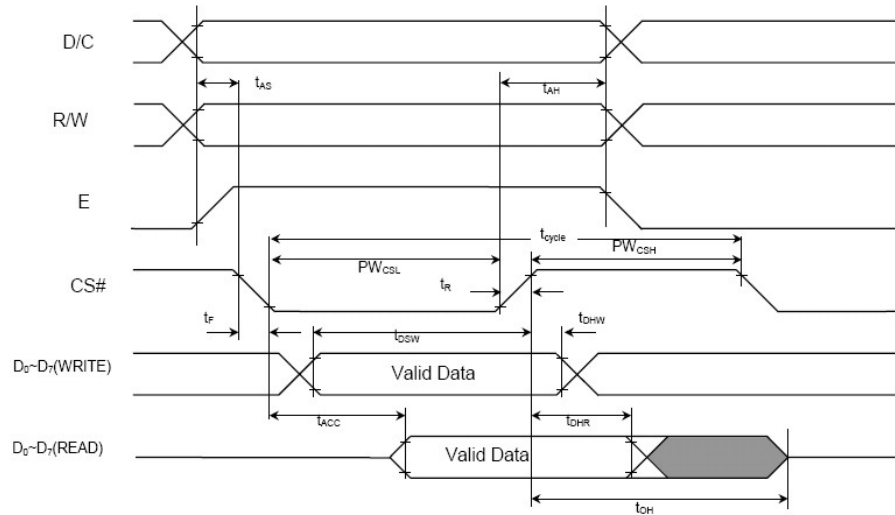 D/C
tAS
tAH
R/W
E
tcycle
PWCSL
PWCSH
CS#
tR
tF
tDSW
tDHW
D0~D7(WRITE)
Valid Data
tACC
tDHR
D0~D7(READ)
Valid Data
tOH